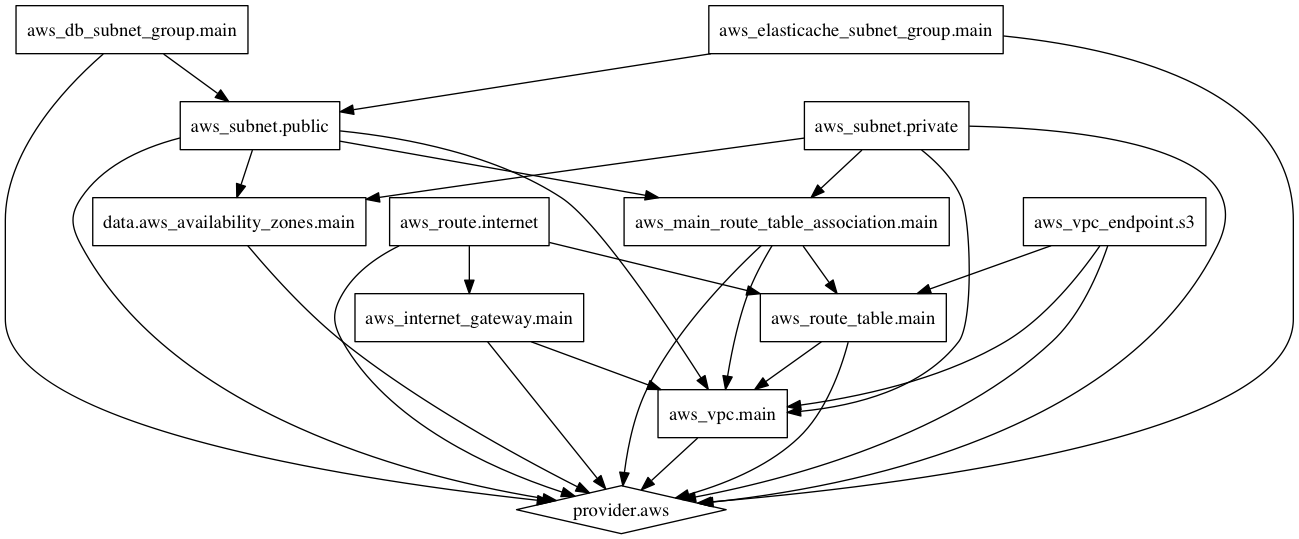 aws_db_subnet_group.main
aws_elasticache_subnet_group.main
aws_subnet.public
aws_subnet.private
data.aws_availability_zones.main
aws_route.internet
aws_main_route_table_association.main
aws_vpc_endpoint.s3
aws_internet_gateway.main
aws_route_table.main
aws_vpc.main
provider.aws